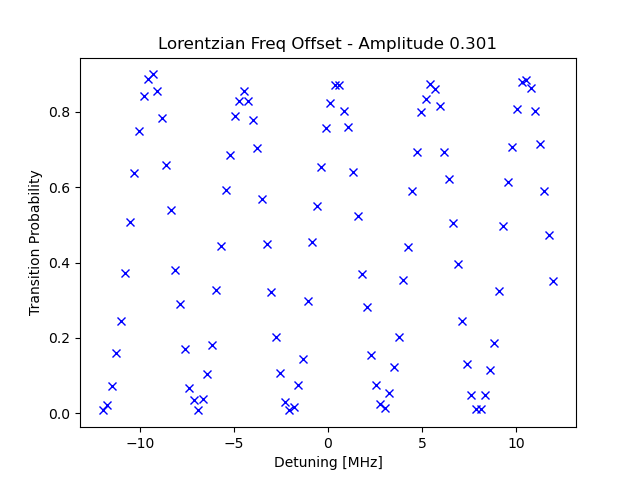 Lorentzian Freq Offset - Amplitude 0.301
Transition Probability
0.8
0.6
0.4
0.2
0.0
−10 −5 0 5 10
Detuning [MHz]